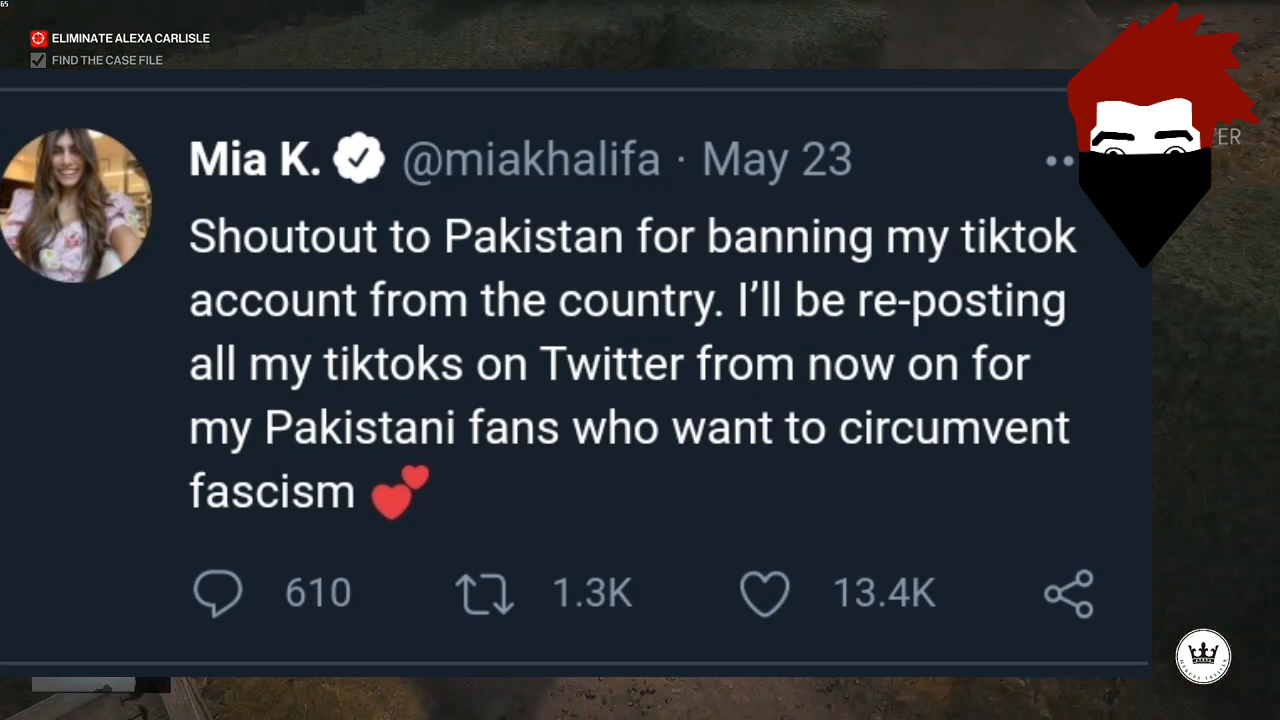 65
ELIMINATE ALEXA CARLISLE
FIND THE CASE FILE
Mia K. @miakhalifa · May 23
ER
Shoutout to Pakistan for banning my tiktok
account from the country. I’ll be re-posting
all my tiktoks on Twitter from now on for
my Pakistani fans who want to circumvent
fascism 💕
610 1.3K 13.4K